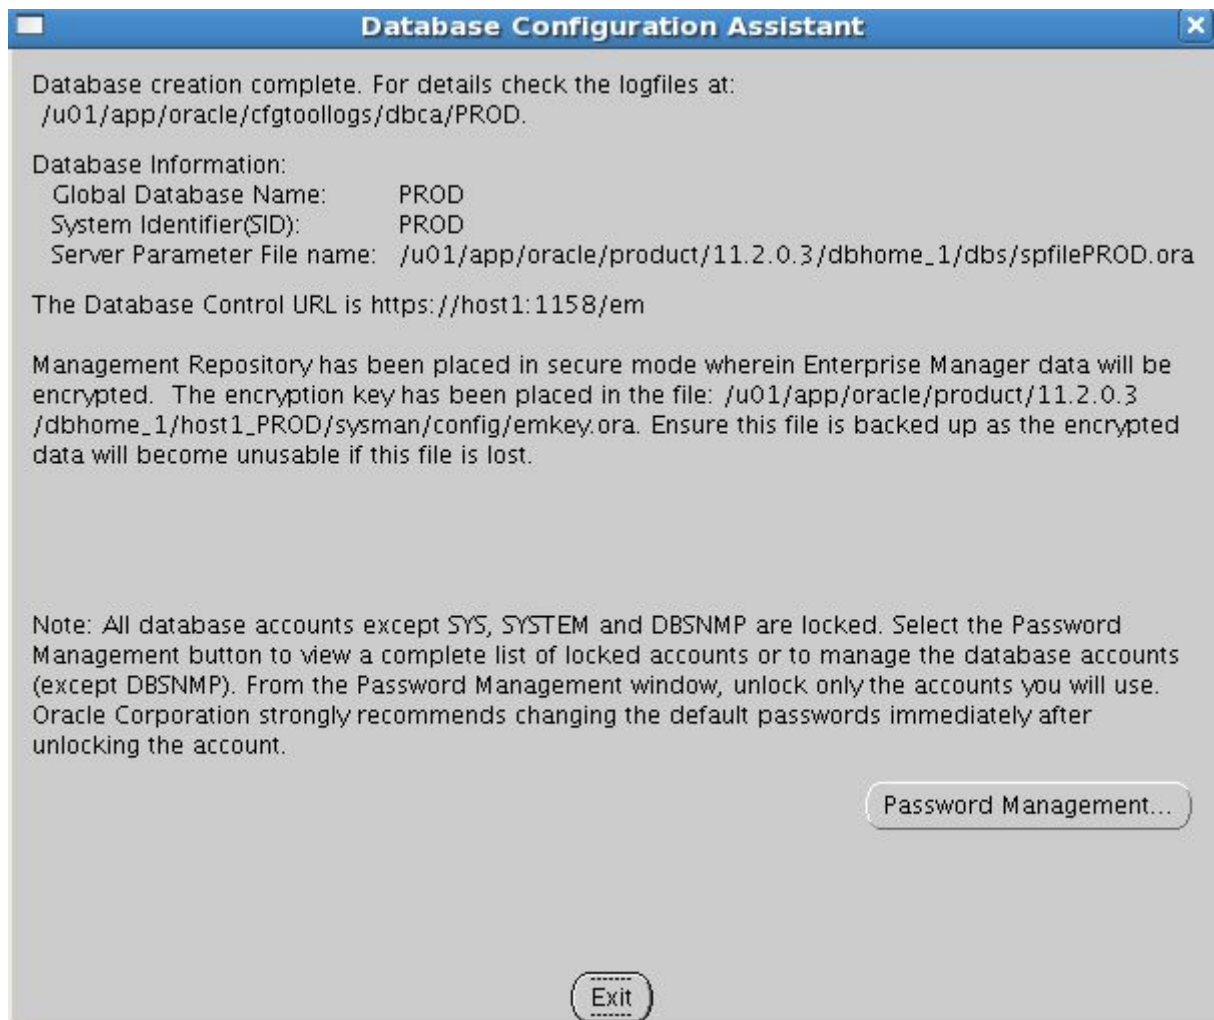 Database Configuration Assistant
Database creation complete. For details check the logfiles at:
/u01/app/oracle/cfgtoollogs/dbca/PROD.
Database Information:
Global Database Name: PROD
System Identifier(SID): PROD
Server Parameter File name: /u01/app/oracle/product/11.2.0.3/dbhome_1/dbs/spfilePROD.ora
The Database Control URL is https://host1:1158/em
Management Repository has been placed in secure mode wherein Enterprise Manager data will be
encrypted. The encryption key has been placed in the file: /u01/app/oracle/product/11.2.0.3
/dbhome_1/host1_PROD/sysman/config/emkey.ora. Ensure this file is backed up as the encrypted
data will become unusable if this file is lost.
Note: All database accounts except SYS, SYSTEM and DBSNMP are locked. Select the Password
Management button to view a complete list of locked accounts or to manage the database accounts
(except DBSNMP). From the Password Management window, unlock only the accounts you will use.
Oracle Corporation strongly recommends changing the default passwords immediately after
unlocking the account.
Password Management...
Exit